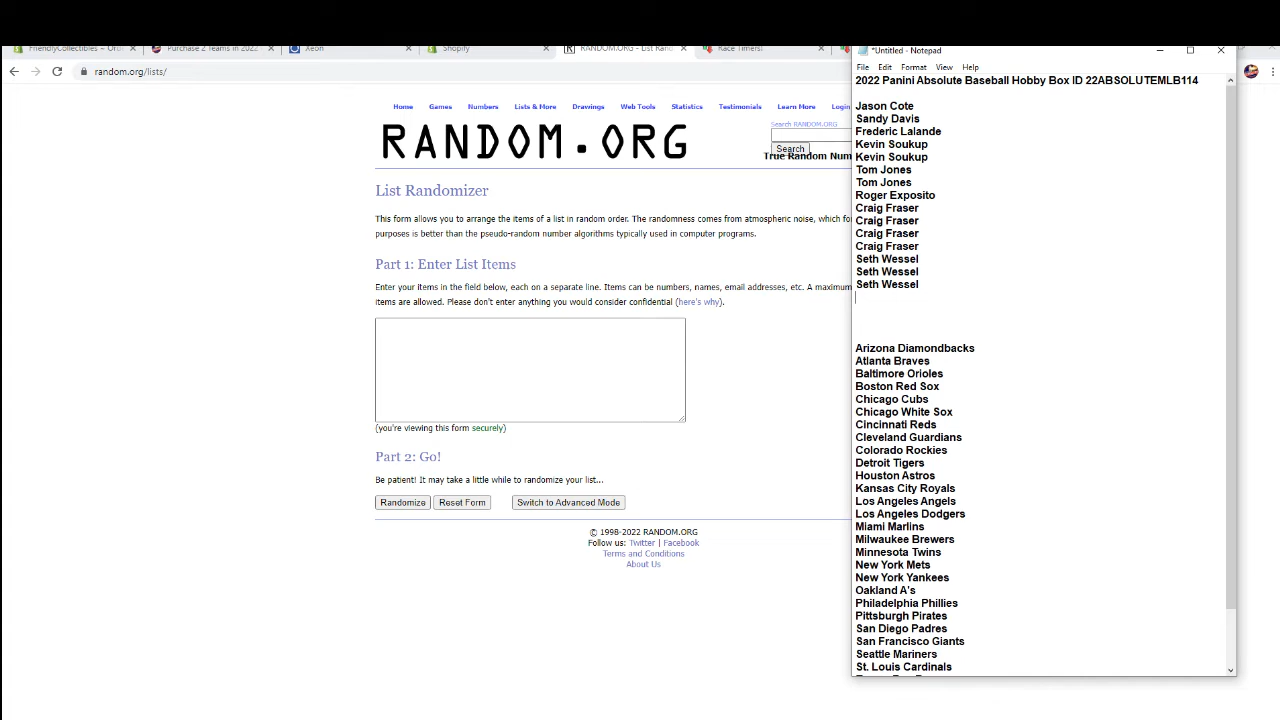 FriendlyCollectibles ~ Or
Purchase 2 Teams in 2022
Xeon
Shopify
RANDOM.ORG - List Ran
Race Timers!
random.org/lists/
Home Games Numbers Lists & More Drawings Web Tools Statistics Testimonials Learn More Login
Search RANDOM.ORG
RANDOM.ORG
Search
True Random Num
List Randomizer
This form allows you to arrange the items of a list in random order. The randomness comes from atmospheric noise, which for
purposes is better than the pseudo-random number algorithms typically used in computer programs.
Part 1: Enter List Items
Enter your items in the field below, each on a separate line. Items can be numbers, names, email addresses, etc. A maximum
items are allowed. Please don't enter anything you would consider confidential (here's why).
(you're viewing this form securely)
Part 2: Go!
Be patient! It may take a little while to randomize your list...
Randomize Reset Form Switch to Advanced Mode
© 1998-2022 RANDOM.ORG
Follow us: Twitter | Facebook
Terms and Conditions
About Us
*Untitled - Notepad
File Edit Format View Help
2022 Panini Absolute Baseball Hobby Box ID 22ABSOLUTEMLB114
Jason Cote
Sandy Davis
Frederic Lalande
Kevin Soukup
Kevin Soukup
Tom Jones
Tom Jones
Roger Exposito
Craig Fraser
Craig Fraser
Craig Fraser
Craig Fraser
Seth Wessel
Seth Wessel
Seth Wessel
Arizona Diamondbacks
Atlanta Braves
Baltimore Orioles
Boston Red Sox
Chicago Cubs
Chicago White Sox
Cincinnati Reds
Cleveland Guardians
Colorado Rockies
Detroit Tigers
Houston Astros
Kansas City Royals
Los Angeles Angels
Los Angeles Dodgers
Miami Marlins
Milwaukee Brewers
Minnesota Twins
New York Mets
New York Yankees
Oakland A's
Philadelphia Phillies
Pittsburgh Pirates
San Diego Padres
San Francisco Giants
Seattle Mariners
St. Louis Cardinals